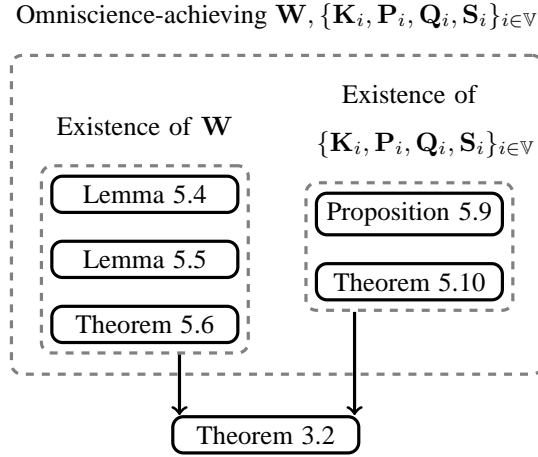 Omniscience-achieving W, {K_i, P_i, Q_i, S_i}_{i∈𝕍}
Existence of W
Lemma 5.4
Lemma 5.5
Theorem 5.6
Existence of
{K_i, P_i, Q_i, S_i}_{i∈𝕍}
Proposition 5.9
Theorem 5.10
Theorem 3.2